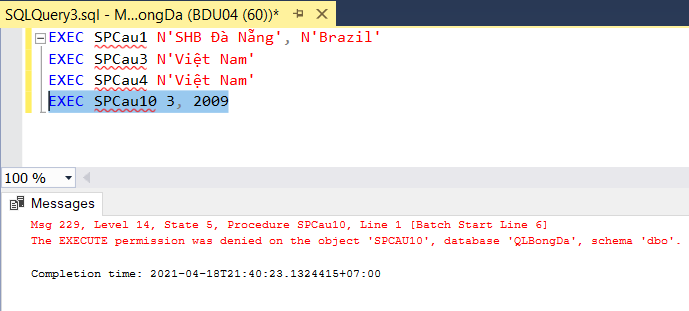 SQLQuery3.sql - M...ongDa (BDU04 (60))*
EXEC SPCau1 N'SHB Đà Nẵng', N'Brazil'
EXEC SPCau3 N'Việt Nam'
EXEC SPCau4 N'Việt Nam'
EXEC SPCau10 3, 2009
100 %
Messages
Msg 229, Level 14, State 5, Procedure SPCau10, Line 1 [Batch Start Line 6]
The EXECUTE permission was denied on the object 'SPCAU10', database 'QLBongDa', schema 'dbo'.
Completion time: 2021-04-18T21:40:23.1324415+07:00